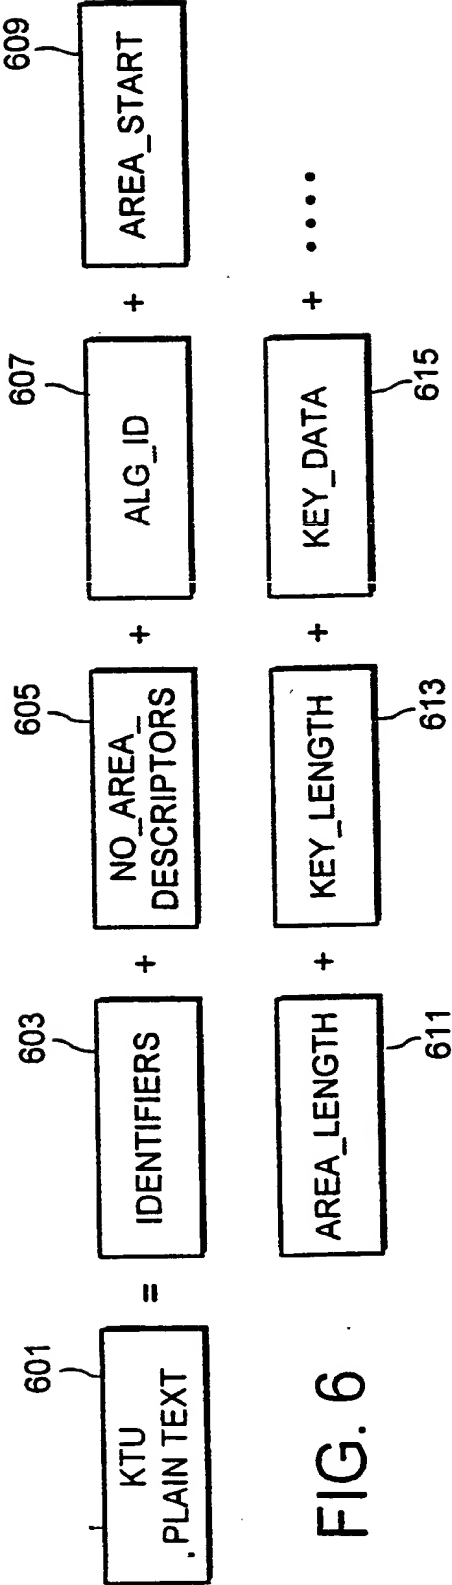 601 603 605 607 609
KTU
.PLAIN TEXT
=
IDENTIFIERS
+
NO_AREA_
DESCRIPTORS
+
ALG_ID
+
AREA_START
AREA_LENGTH
+
KEY_LENGTH
+
KEY_DATA
+
....
611 613 615
FIG. 6